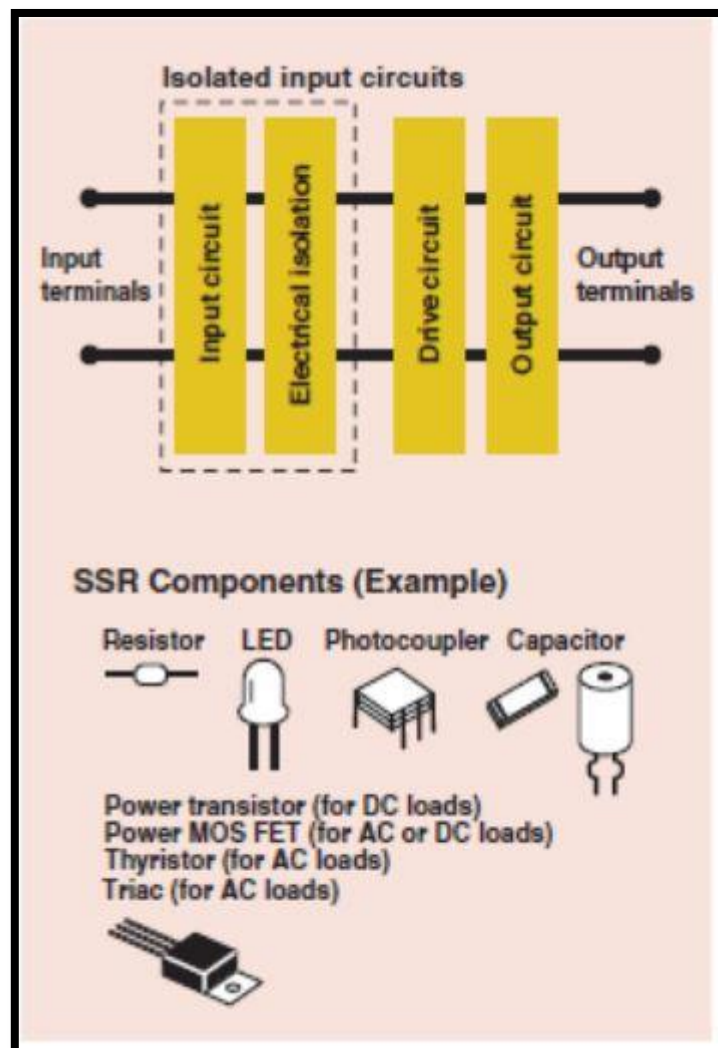 Isolated input circuits
Input
terminals
Input circuit
Electrical isolation
Drive circuit
Output circuit
Output
terminals
SSR Components (Example)
Resistor LED Photocoupler Capacitor
Power transistor (for DC loads)
Power MOS FET (for AC or DC loads)
Thyristor (for AC loads)
Triac (for AC loads)